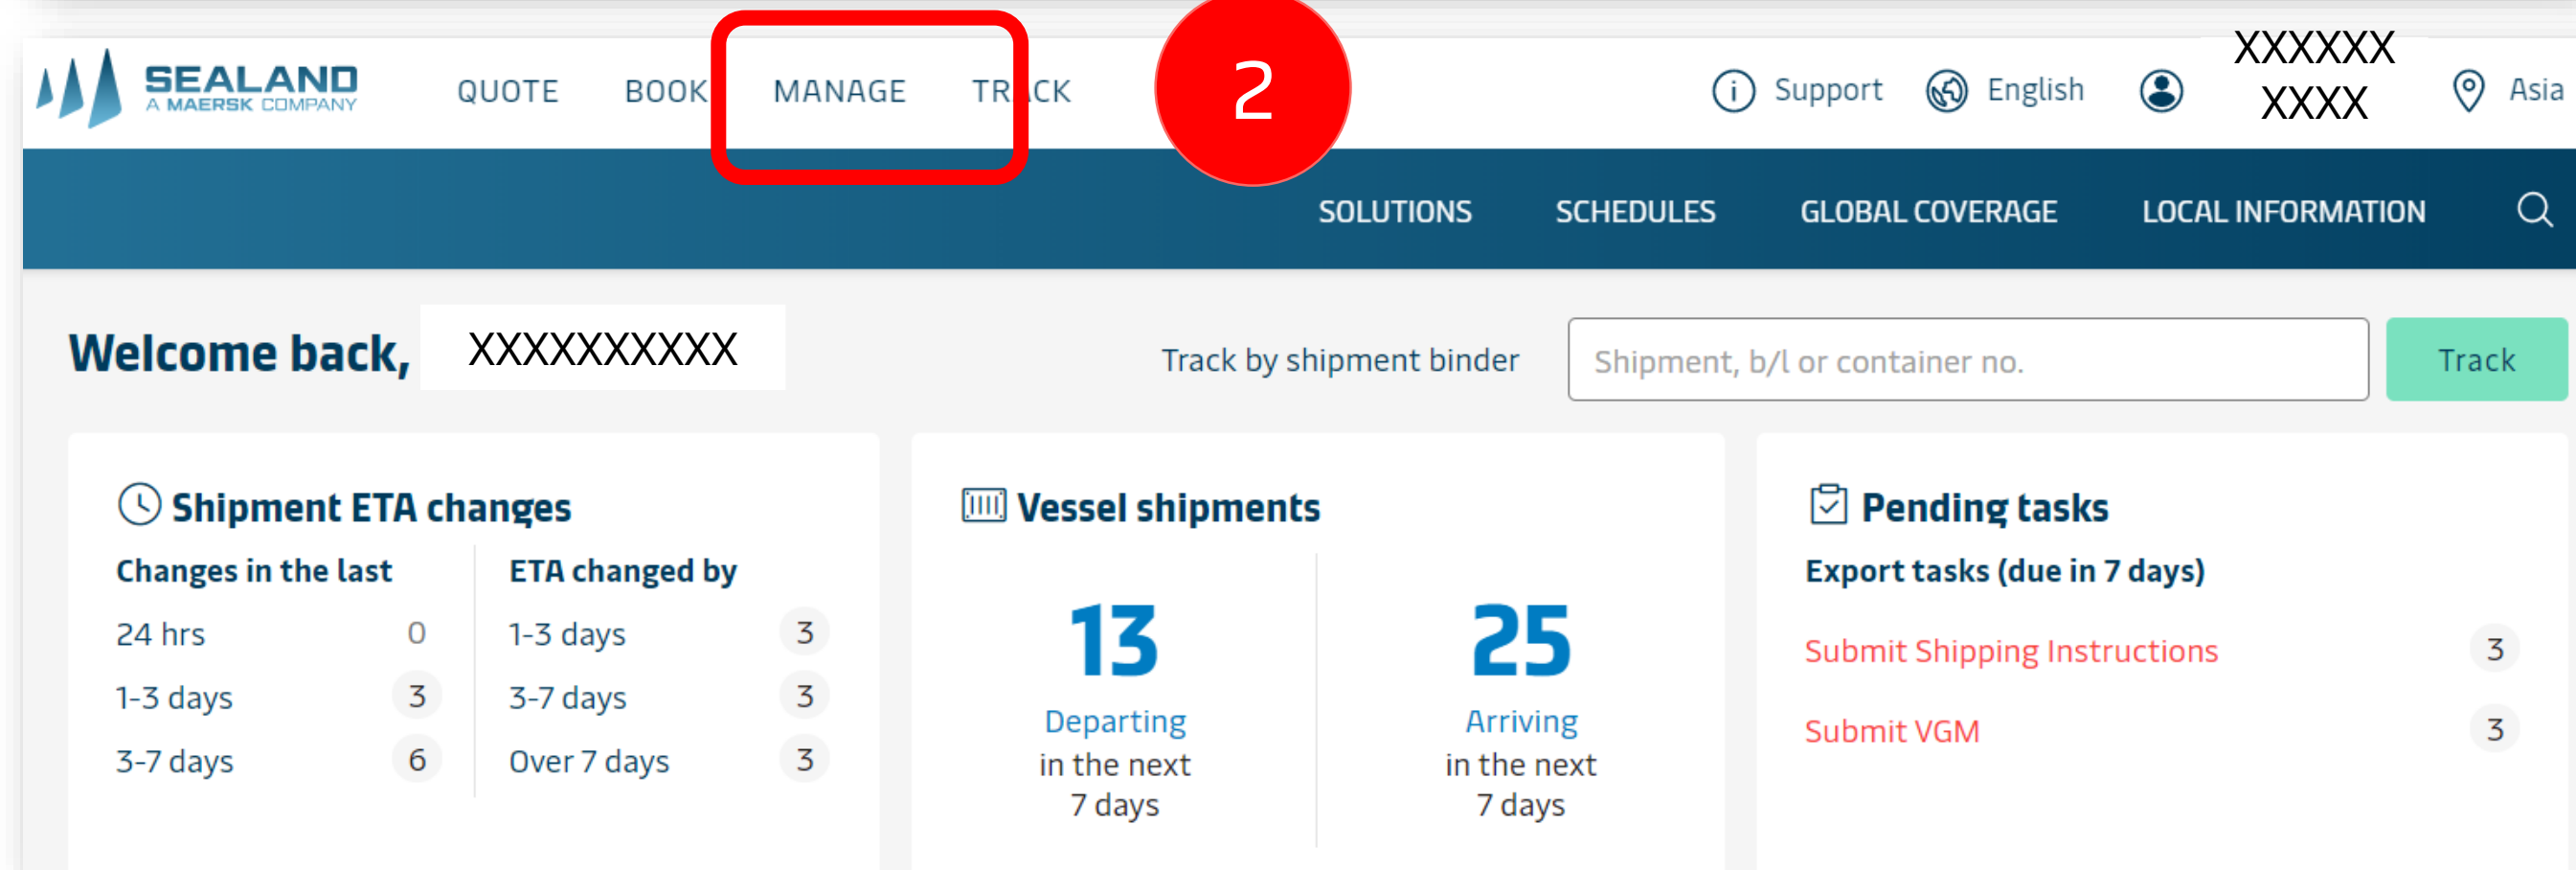 SEALAND
A MAERSK COMPANY
QUOTE BOOK MANAGE TRACK
2
Support English XXXXXX
XXXX Asia
SOLUTIONS SCHEDULES GLOBAL COVERAGE LOCAL INFORMATION
Welcome back, XXXXXXXXXX
Track by shipment binder Shipment, b/l or container no. Track
Shipment ETA changes
Changes in the last ETA changed by
24 hrs 0 1-3 days 3
1-3 days 3 3-7 days 3
3-7 days 6 Over 7 days 3
Vessel shipments
13 25
Departing Arriving
in the next in the next
7 days 7 days
Pending tasks
Export tasks (due in 7 days)
Submit Shipping Instructions 3
Submit VGM 3